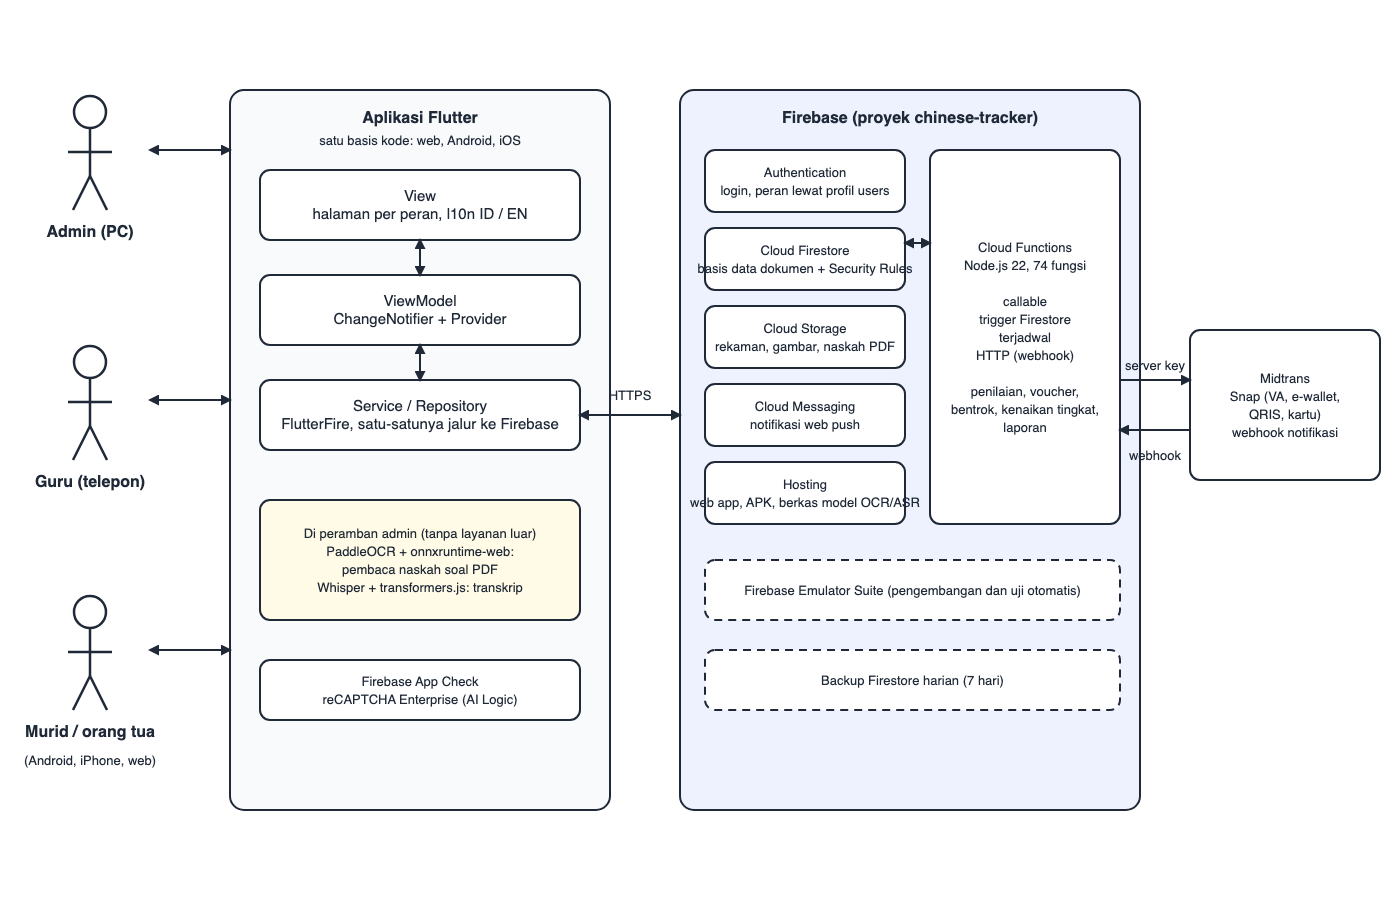 Admin (PC)
Guru (telepon)
Murid / orang tua
(Android, iPhone, web)
Aplikasi Flutter
satu basis kode: web, Android, iOS
View
halaman per peran, l10n ID / EN
ViewModel
ChangeNotifier + Provider
Service / Repository
FlutterFire, satu-satunya jalur ke Firebase
Di peramban admin (tanpa layanan luar)
PaddleOCR + onnxruntime-web:
pembaca naskah soal PDF
Whisper + transformers.js: transkrip
Firebase App Check
reCAPTCHA Enterprise (AI Logic)
HTTPS
Firebase (proyek chinese-tracker)
Authentication
login, peran lewat profil users
Cloud Firestore
basis data dokumen + Security Rules
Cloud Storage
rekaman, gambar, naskah PDF
Cloud Messaging
notifikasi web push
Hosting
web app, APK, berkas model OCR/ASR
Cloud Functions
Node.js 22, 74 fungsi
callable
trigger Firestore
terjadwal
HTTP (webhook)
penilaian, voucher,
bentrok, kenaikan tingkat,
laporan
Firebase Emulator Suite (pengembangan dan uji otomatis)
Backup Firestore harian (7 hari)
server key
webhook
Midtrans
Snap (VA, e-wallet,
QRIS, kartu)
webhook notifikasi